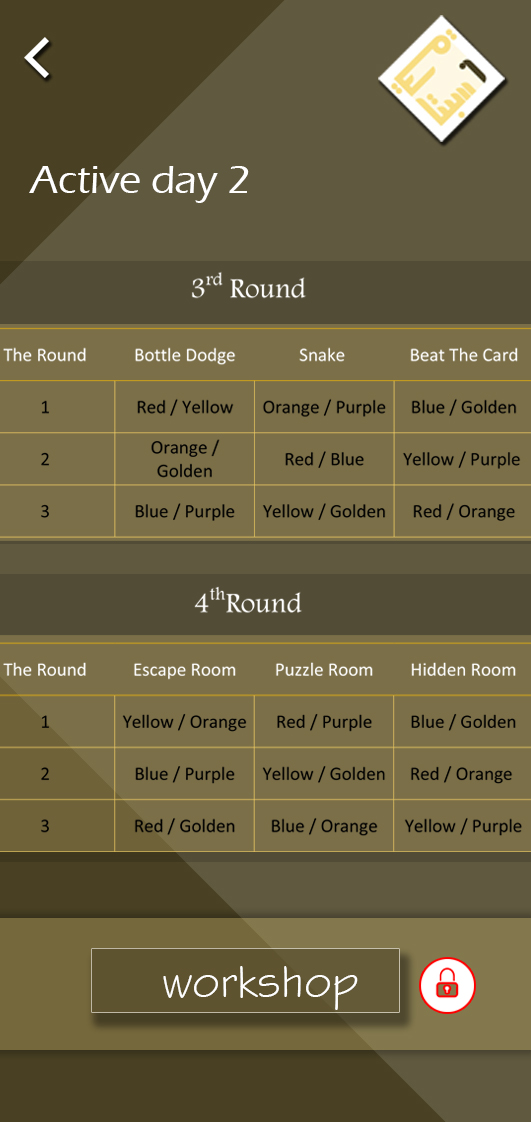 Active day 2
3rd Round
The Round Bottle Dodge Snake Beat The Card
1 Red / Yellow Orange / Purple Blue / Golden
2 Orange / Golden Red / Blue Yellow / Purple
3 Blue / Purple Yellow / Golden Red / Orange
4thRound
The Round Escape Room Puzzle Room Hidden Room
1 Yellow / Orange Red / Purple Blue / Golden
2 Blue / Purple Yellow / Golden Red / Orange
3 Red / Golden Blue / Orange Yellow / Purple
workshop